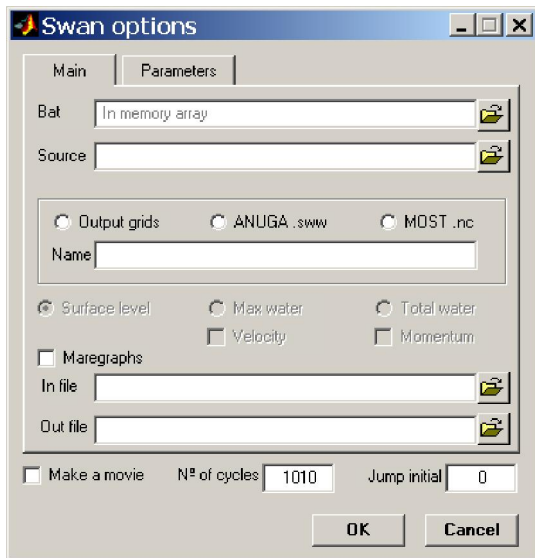 Swan options
Main Parameters
Bat In memory array
Source
Output grids ANUGA .sww MOST .nc
Name
Surface level Max water Total water
Velocity Momentum
Maregraphs
In file
Out file
Make a movie Nº of cycles 1010 Jump initial 0
OK Cancel